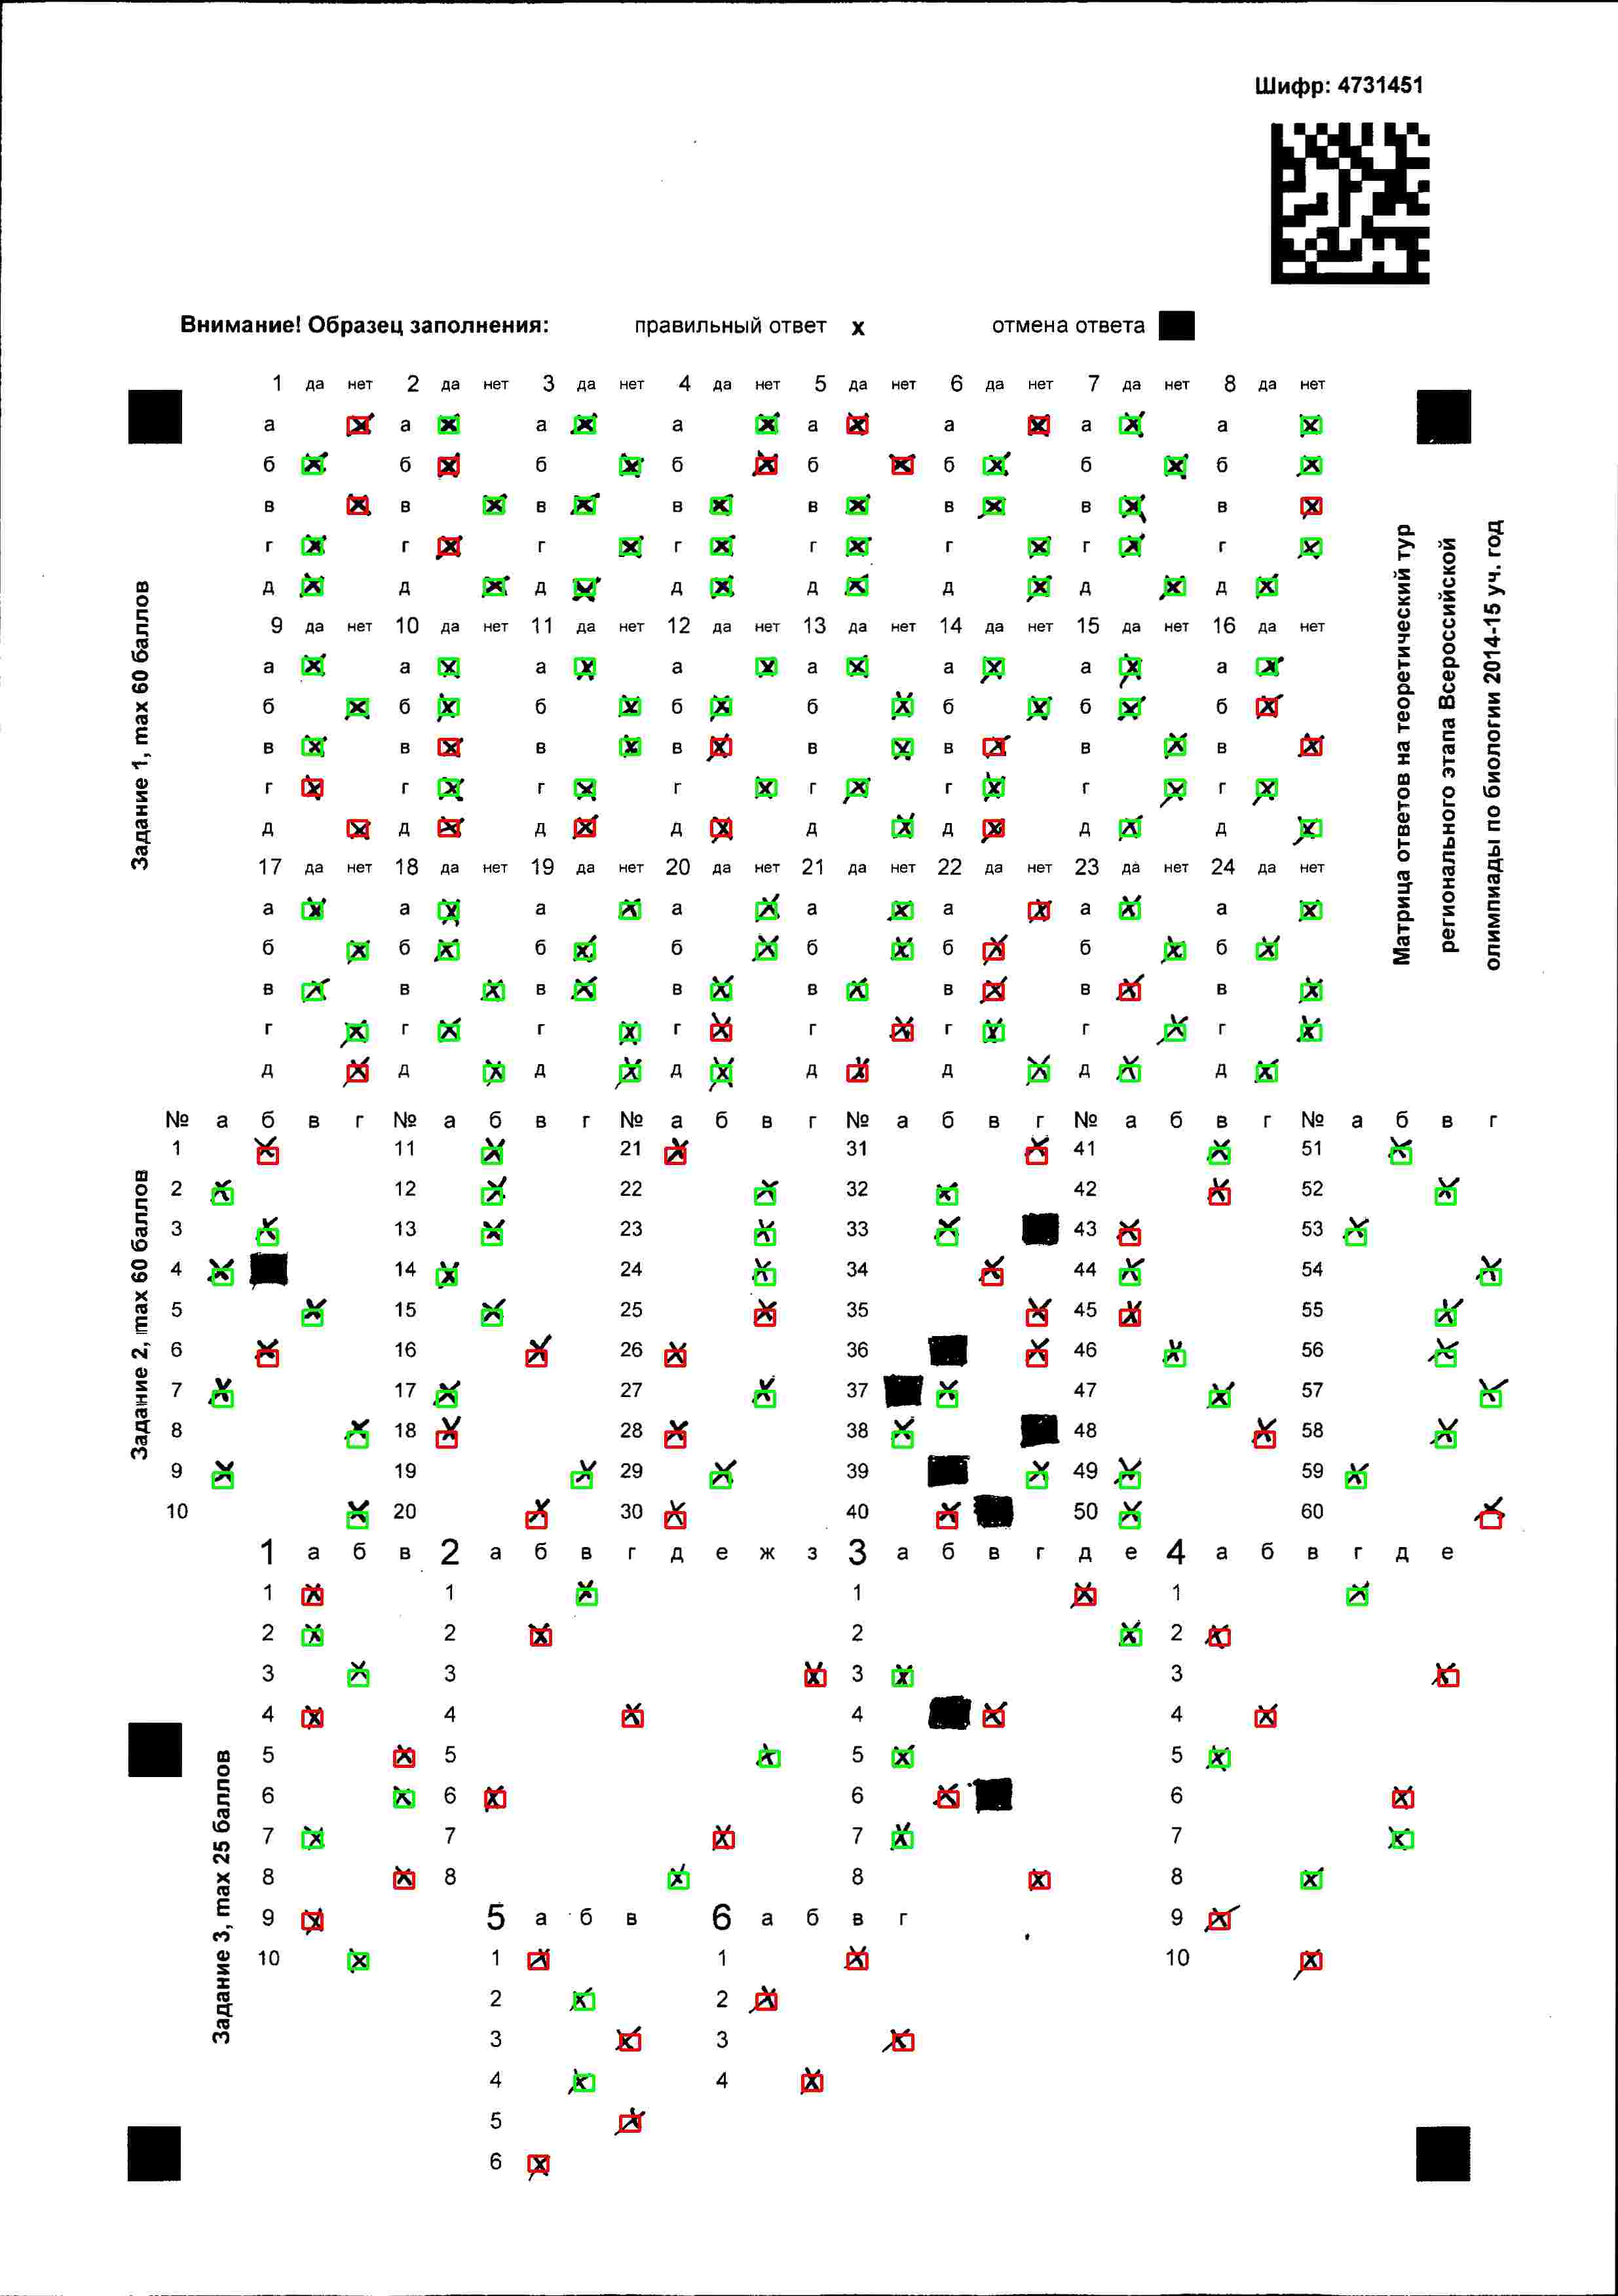 Шифр: 4731451
Внимание! Образец заполнения: правильный ответ x отмена ответа
1 да нет 2 да нет 3 да нет 4 да нет 5 да нет 6 да нет 7 да нет 8 да нет
а а а а а а а а
б б б б б б б б
в в в в в в в в
г г г г г г г г
д д д д д д д д
9 да нет 10 да нет 11 да нет 12 да нет 13 да нет 14 да нет 15 да нет 16 да нет
а а а а а а а а
б б б б б б б б
в в в в в в в в
г г г г г г г г
д д д д д д д д
17 да нет 18 да нет 19 да нет 20 да нет 21 да нет 22 да нет 23 да нет 24 да нет
а а а а а а а а
б б б б б б б б
в в в в в в в в
г г г г г г г г
д д д д д д д д
№ а б в г № а б в г № а б в г № а б в г № а б в г № а б в г
1 11 21 31 41 51
2 12 22 32 42 52
3 13 23 33 43 53
4 14 24 34 44 54
5 15 25 35 45 55
6 16 26 36 46 56
7 17 27 37 47 57
8 18 28 38 48 58
9 19 29 39 49 59
10 20 30 40 50 60
1 а б в 2 а б в г д е ж з 3 а б в г д е 4 а б в г д е
1 1 1 1
2 2 2 2
3 3 3 3
4 4 4 4
5 5 5 5
6 6 6 6
7 7 7 7
8 8 8 8
9 5 а б в 6 а б в г 9
10 1 1 10
2 2
3 3
4 4
5
6
Задание 1, max 60 баллов
Задание 2, max 60 баллов
Задание 3, max 25 баллов
Матрица ответов на теоретический тур
регионального этапа Всероссийской
олимпиады по биологии 2014-15 уч. год